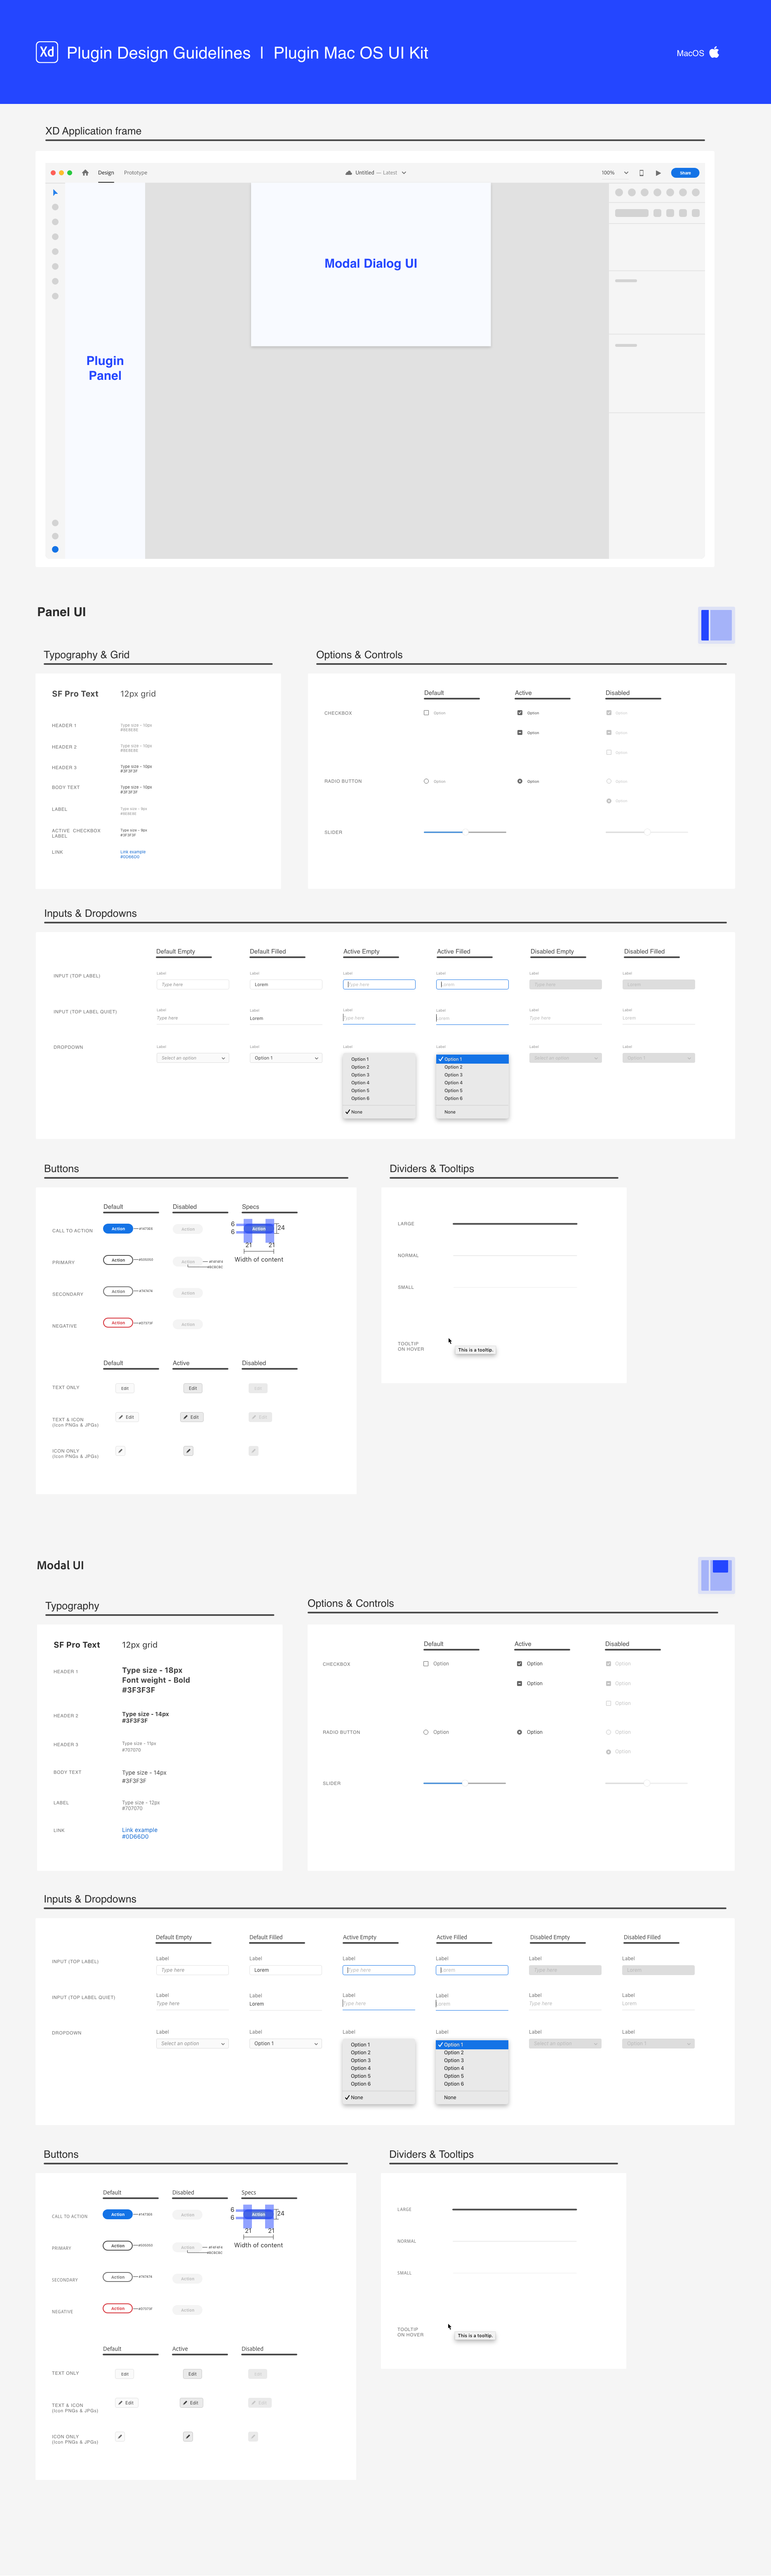 Xd Plugin Design Guidelines | Plugin Mac OS UI Kit
MacOS
XD Application frame
Design Prototype
Untitled — Latest
100%
Share
Modal Dialog UI
Plugin
Panel
Panel UI
Typography & Grid
SF Pro Text 12px grid
HEADER 1
HEADER 2
HEADER 3
Type size - 10px
#3F3F3F
BODY TEXT
Type size - 10px
#3F3F3F
LABEL
ACTIVE CHECKBOX
LABEL
Type size - 9px
#3F3F3F
LINK
Link example
#0D66D0
Options & Controls
Default Active Disabled
CHECKBOX
Option Option Option
Option Option
Option
RADIO BUTTON
Option Option Option
Option
SLIDER
Inputs & Dropdowns
Default Empty Default Filled Active Empty Active Filled Disabled Empty Disabled Filled
INPUT (TOP LABEL)
Label Label Label Label Label Label
Type here Lorem Type here Lorem Type here Lorem
INPUT (TOP LABEL QUIET)
Label Label Label Label Label Label
Type here Lorem Type here Lorem Type here Lorem
DROPDOWN
Label Label Label Label Label Label
Select an option Option 1 Option 1 Option 1 Select an option Option 1
Option 2 Option 2
Option 3 Option 3
Option 4 Option 4
Option 5 Option 5
Option 6 Option 6
None None
Buttons
Default Disabled Specs
CALL TO ACTION
Action Action Action
6
6
24
21 21
Width of content
PRIMARY
Action Action
SECONDARY
Action Action
NEGATIVE
Action Action
Default Active Disabled
TEXT ONLY
Edit Edit Edit
TEXT & ICON
(Icon PNGs & JPGs)
Edit Edit Edit
ICON ONLY
(Icon PNGs & JPGs)
Dividers & Tooltips
LARGE
NORMAL
SMALL
TOOLTIP
ON HOVER
This is a tooltip.
Modal UI
Typography
SF Pro Text 12px grid
HEADER 1
Type size - 18px
Font weight - Bold
#3F3F3F
HEADER 2
Type size - 14px
#3F3F3F
HEADER 3
Type size - 11px
#707070
BODY TEXT
Type size - 14px
#3F3F3F
LABEL
Type size - 12px
#707070
LINK
Link example
#0D66D0
Options & Controls
Default Active Disabled
CHECKBOX
Option Option Option
Option Option
Option
RADIO BUTTON
Option Option Option
Option
SLIDER
Inputs & Dropdowns
Default Empty Default Filled Active Empty Active Filled Disabled Empty Disabled Filled
INPUT (TOP LABEL)
Label Label Label Label Label Label
Type here Lorem Type here Lorem Type here Lorem
INPUT (TOP LABEL QUIET)
Label Label Label Label Label Label
Type here Lorem Type here Lorem Type here Lorem
DROPDOWN
Label Label Label Label Label Label
Select an option Option 1 Option 1 Option 1 Select an option Option 1
Option 2 Option 2
Option 3 Option 3
Option 4 Option 4
Option 5 Option 5
Option 6 Option 6
None None
Buttons
Default Disabled Specs
CALL TO ACTION
Action Action Action
6
6
24
21 21
Width of content
PRIMARY
Action Action
SECONDARY
Action Action
NEGATIVE
Action Action
Default Active Disabled
TEXT ONLY
Edit Edit Edit
TEXT & ICON
(Icon PNGs & JPGs)
Edit Edit Edit
ICON ONLY
(Icon PNGs & JPGs)
Dividers & Tooltips
LARGE
NORMAL
SMALL
TOOLTIP
ON HOVER
This is a tooltip.